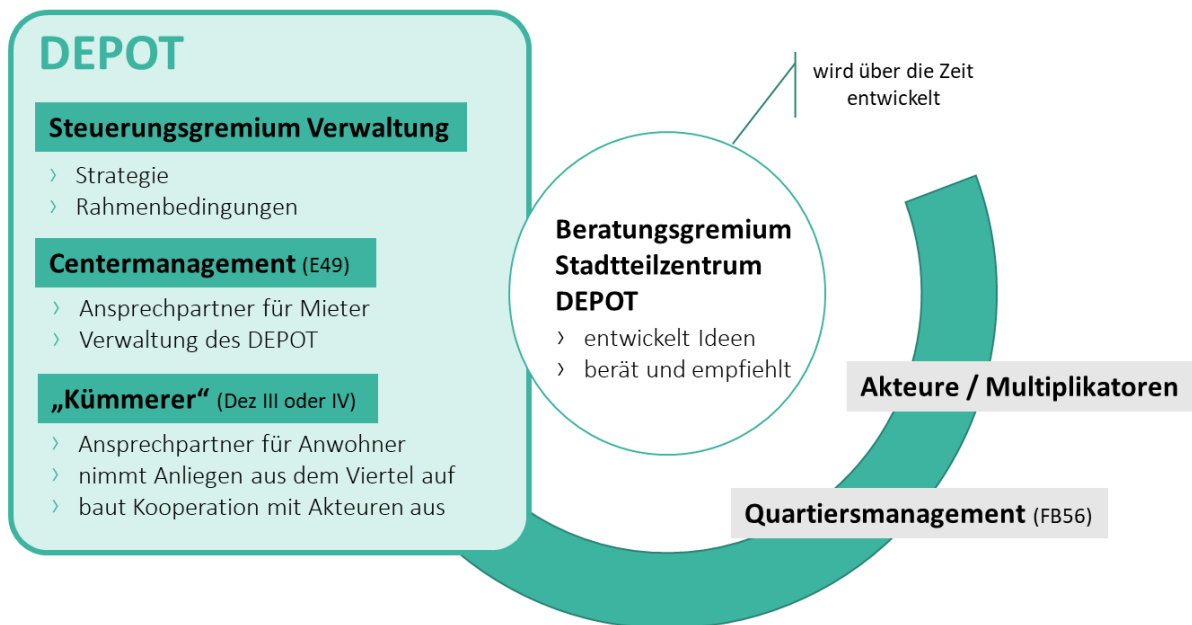 DEPOT
Steuerungsgremium Verwaltung
› Strategie
› Rahmenbedingungen
Centermanagement (E49)
› Ansprechpartner für Mieter
› Verwaltung des DEPOT
„Kümmerer“ (Dez III oder IV)
› Ansprechpartner für Anwohner
› nimmt Anliegen aus dem Viertel auf
› baut Kooperation mit Akteuren aus
wird über die Zeit
entwickelt
Beratungsgremium
Stadtteilzentrum
DEPOT
› entwickelt Ideen
› berät und empfiehlt
Akteure / Multiplikatoren
Quartiersmanagement (FB56)